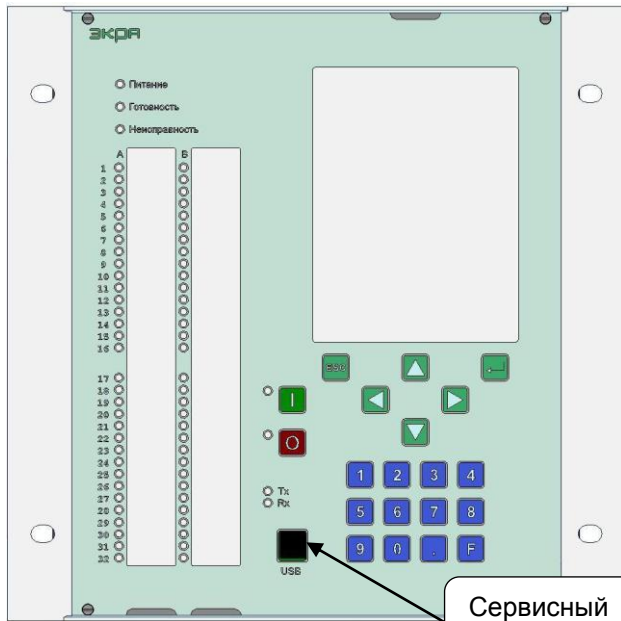 ЭКРА
Питание
Готовность
Неисправность
A B
1
2
3
4
5
6
7
8
9
10
11
12
13
14
15
16
17
18
19
20
21
22
23
24
25
26
27
28
29
30
31
32
ESC
I
O
Tx
Rx
USB
1 2 3 4
5 6 7 8
9 0 . F
Сервисный